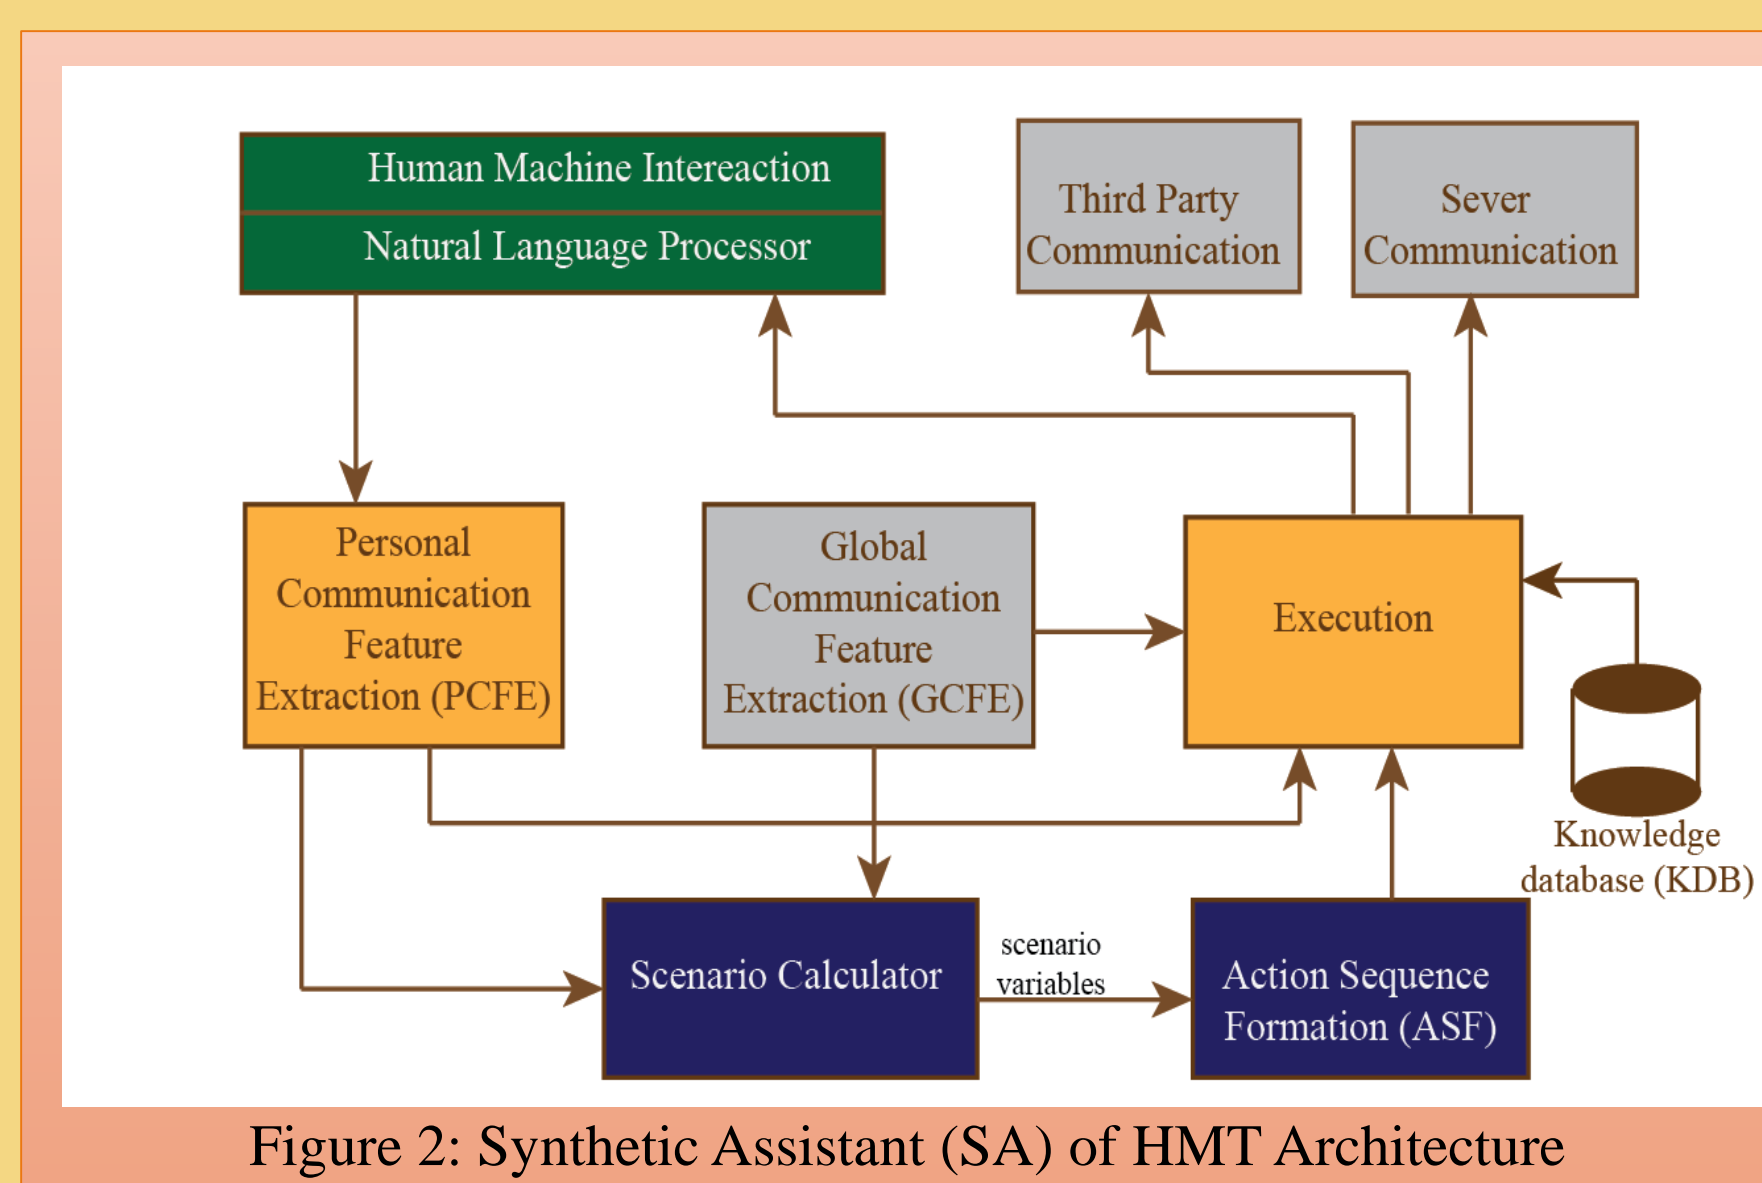 Human Machine Intereaction
Natural Language Processor
Third Party
Communication
Sever
Communication
Personal
Communication
Feature
Extraction (PCFE)
Global
Communication
Feature
Extraction (GCFE)
Execution
Knowledge
database (KDB)
Scenario Calculator
scenario
variables
Action Sequence
Formation (ASF)
Figure 2: Synthetic Assistant (SA) of HMT Architecture